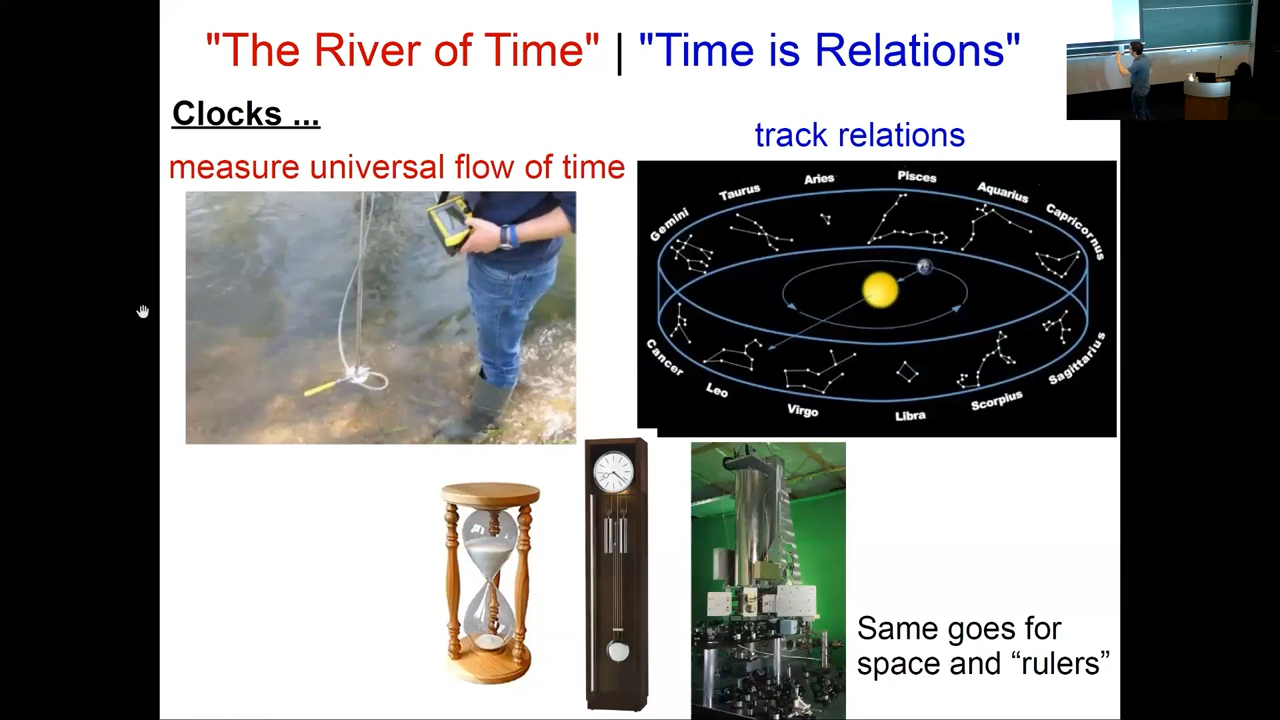 "The River of Time" | "Time is Relations"
Clocks ...
measure universal flow of time
track relations
Gemini
Taurus
Aries
Pisces
Aquarius
Capricornus
Cancer
Leo
Virgo
Libra
Scorpius
Sagittarius
Same goes for
space and “rulers”